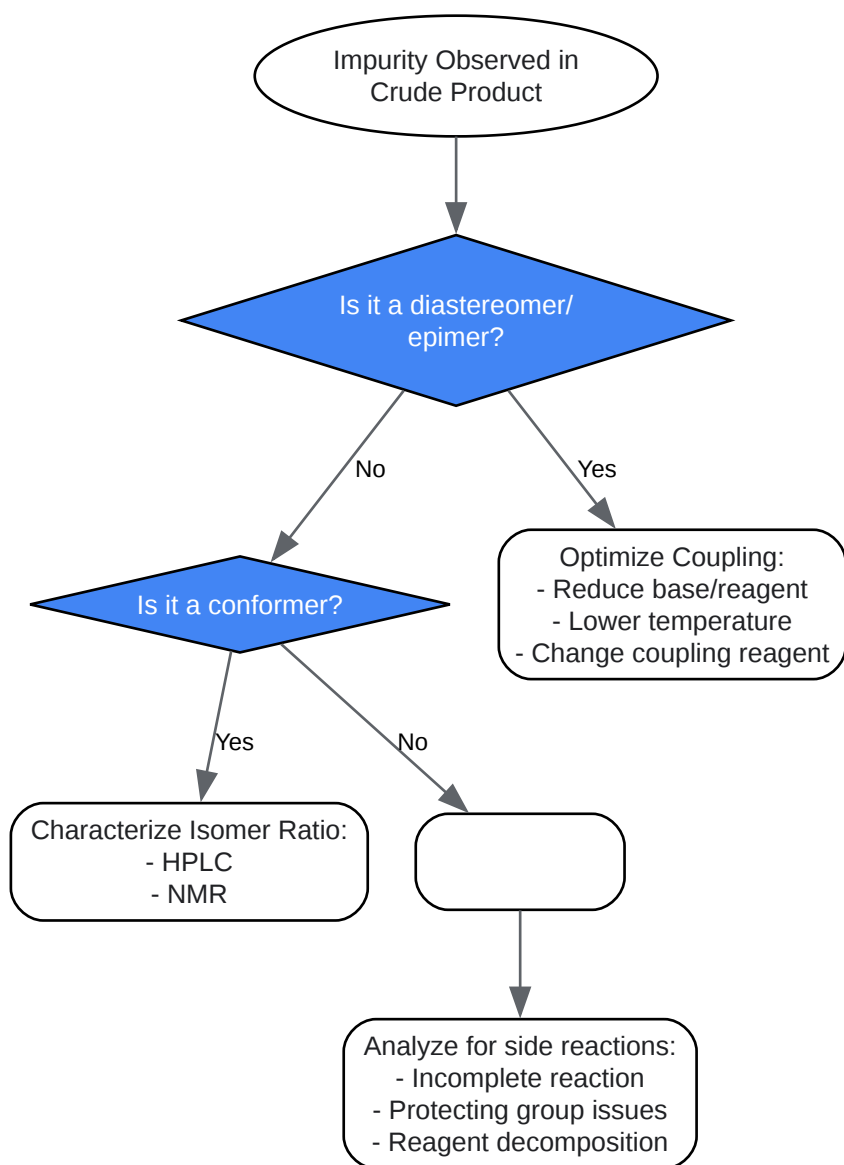 Impurity Observed in
Crude Product
Is it a diastereomer/
epimer?
No
Yes
Optimize Coupling:
- Reduce base/reagent
- Lower temperature
- Change coupling reagent
Is it a conformer?
Yes
No
Characterize Isomer Ratio:
- HPLC
- NMR
Analyze for side reactions:
- Incomplete reaction
- Protecting group issues
- Reagent decomposition